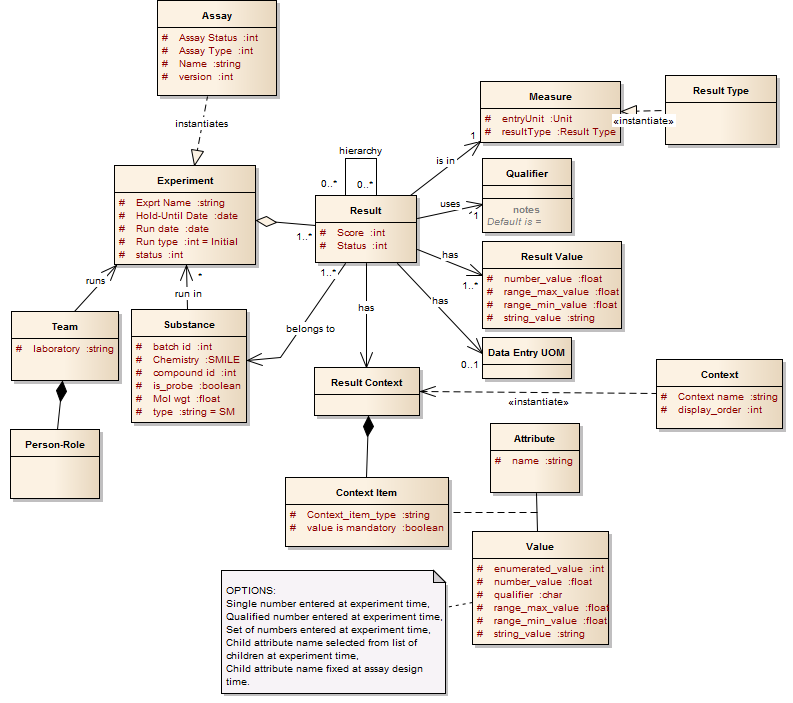 Assay
# Assay Status :int
# Assay Type :int
# Name :string
# version :int
instantiates
Experiment
# Exprt Name :string
# Hold-Until Date :date
# Run date :date
# Run type :int = Initial
# status :int
hierarchy
0..*
0..*
Result
# Score :int
# Status :int
1..*
1..*
is in
1
Measure
# entryUnit :Unit
# resultType :Result Type
«instantiate»
Result Type
uses
1
Qualifier
notes
Default is =
has
1..*
Result Value
# number_value :float
# range_max_value :float
# range_min_value :float
# string_value :string
has
0..1
Data Entry UOM
runs
Team
# laboratory :string
Person-Role
*
run in
Substance
# batch id :int
# Chemistry :SMILE
# compound id :int
# is_probe :boolean
# Mol wgt :float
# type :string = SM
belongs to
has
Result Context
«instantiate»
Context
# Context name :string
# display_order :int
Context Item
# Context_item_type :string
# value is mandatory :boolean
Attribute
# name :string
Value
# enumerated_value :int
# number_value :float
# qualifier :char
# range_max_value :float
# range_min_value :float
# string_value :string
OPTIONS:
Single number entered at experiment time,
Qualified number entered at experiment time,
Set of numbers entered at experiment time,
Child attribute name selected from list of
children at experiment time,
Child attribute name fixed at assay design
time.